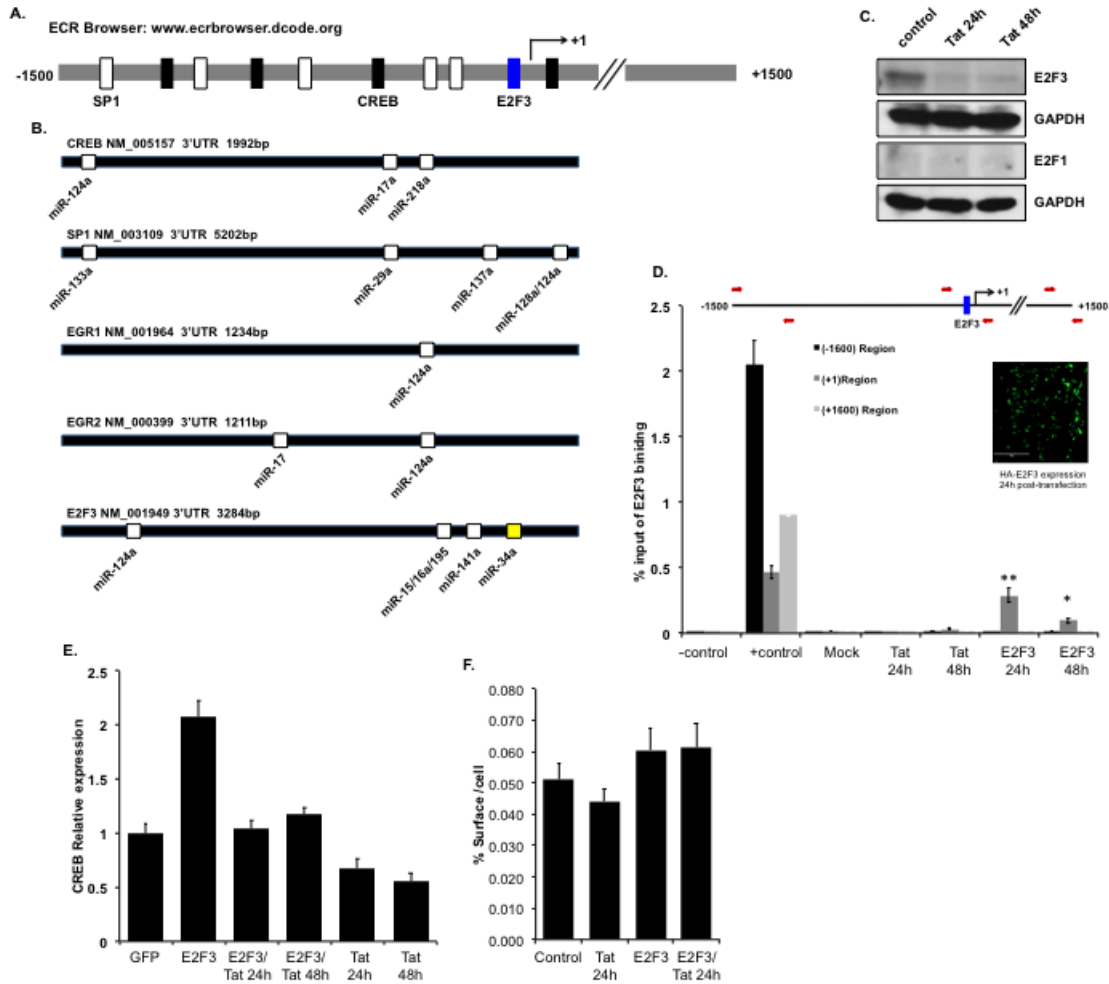 A.
ECR Browser: www.ecrbrowser.dcode.org
+1
-1500
+1500
SP1
CREB
E2F3
B.
CREB NM_005157 3'UTR 1992bp
miR-124a
miR-17a
miR-218a
SP1 NM_003109 3'UTR 5202bp
miR-133a
miR-29a
miR-137a
miR-128a/124a
EGR1 NM_001964 3'UTR 1234bp
miR-124a
EGR2 NM_000399 3'UTR 1211bp
miR-17
miR-124a
E2F3 NM_001949 3'UTR 3284bp
miR-124a
miR-15/16a/195
miR-141a
miR-34a
C.
control
Tat 24h
Tat 48h
E2F3
GAPDH
E2F1
GAPDH
D.
-1500
+1
+1500
E2F3
(-1600) Region
(+1)Region
(+1600) Region
HA-E2F3 expression
24h post-transfection
% input of E2F3 binidng
2.5
2
1.5
1
0.5
0
**
*
-control
+control
Mock
Tat 24h
Tat 48h
E2F3 24h
E2F3 48h
E.
CREB Relative expression
2.5
2
1.5
1
0.5
0
GFP
E2F3
E2F3/ Tat 24h
E2F3/ Tat 48h
Tat 24h
Tat 48h
F.
% Surface /cell
0.080
0.070
0.060
0.050
0.040
0.030
0.020
0.010
0.000
Control
Tat 24h
E2F3
E2F3/ Tat 24h